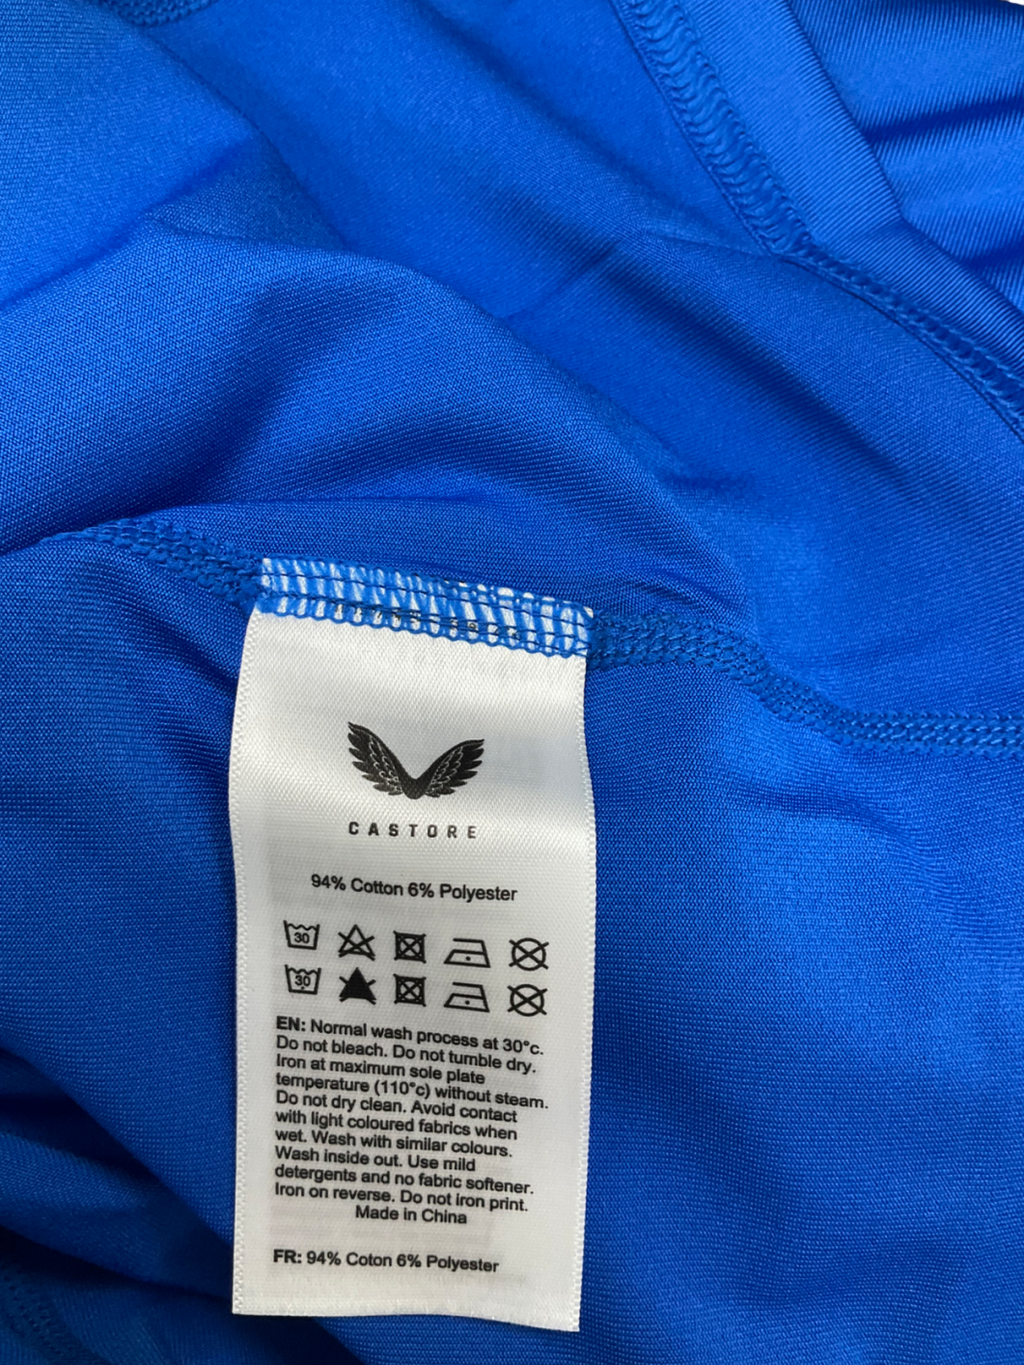 CASTORE
94% Cotton 6% Polyester
30
30
EN: Normal wash process at 30°c.
Do not bleach. Do not tumble dry.
Iron at maximum sole plate
temperature (110°c) without steam.
Do not dry clean. Avoid contact
with light coloured fabrics when
wet. Wash with similar colours.
Wash inside out. Use mild
detergents and no fabric softener.
Iron on reverse. Do not iron print.
Made in China
FR: 94% Coton 6% Polyester